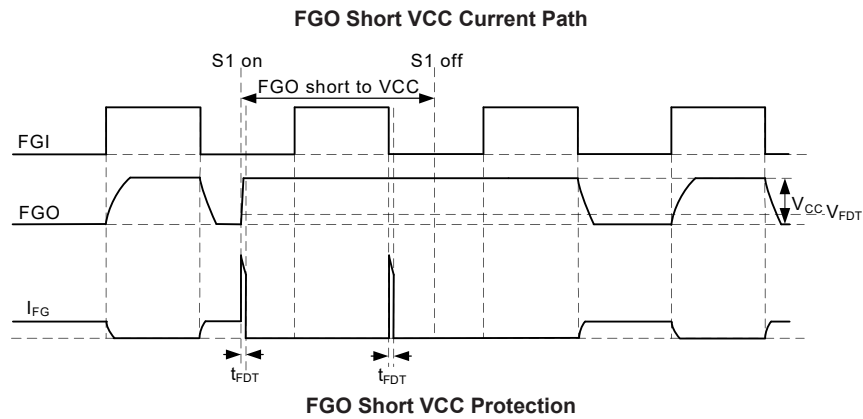 FGO Short VCC Current Path
S1 on
S1 off
FGO short to VCC
FGI
FGO
VCC
VFDT
IFG
tFDT
tFDT
FGO Short VCC Protection